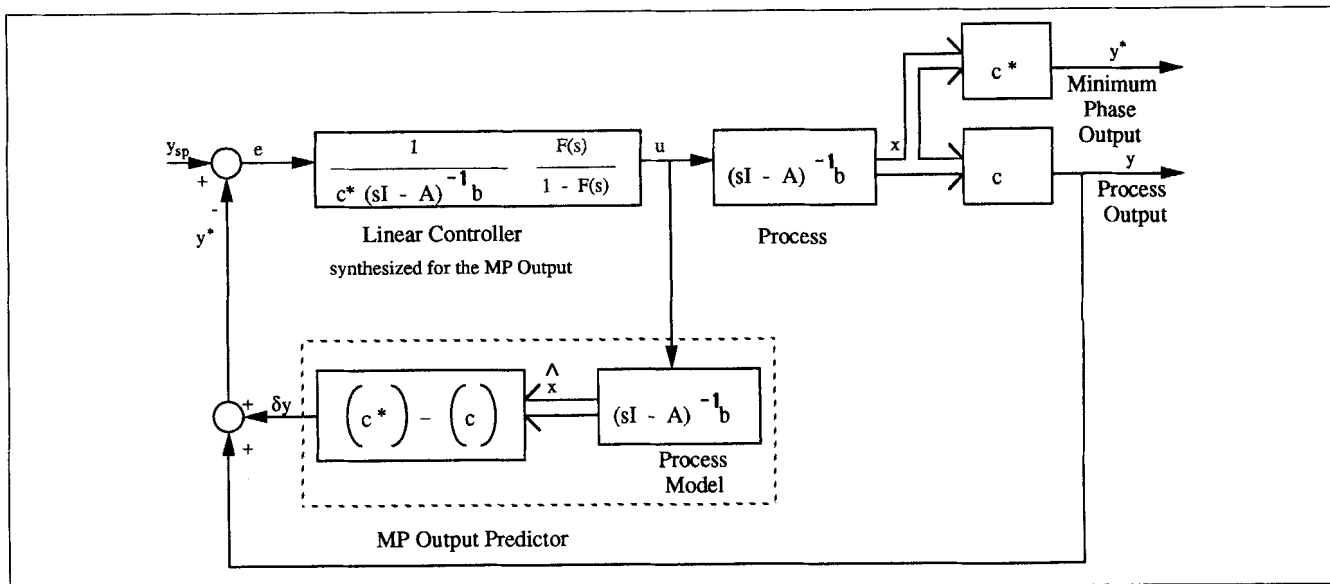 c*
y*
Minimum
Phase
Output
y_sp
+
-
e
1
c* (sI - A)^-1 b
F(s)
1 - F(s)
u
(sI - A)^-1 b
x
c
y
Process
Output
y*
Linear Controller
synthesized for the MP Output
Process
+
+
δy
(c*) - (c)
^
x
(sI - A)^-1 b
Process
Model
MP Output Predictor